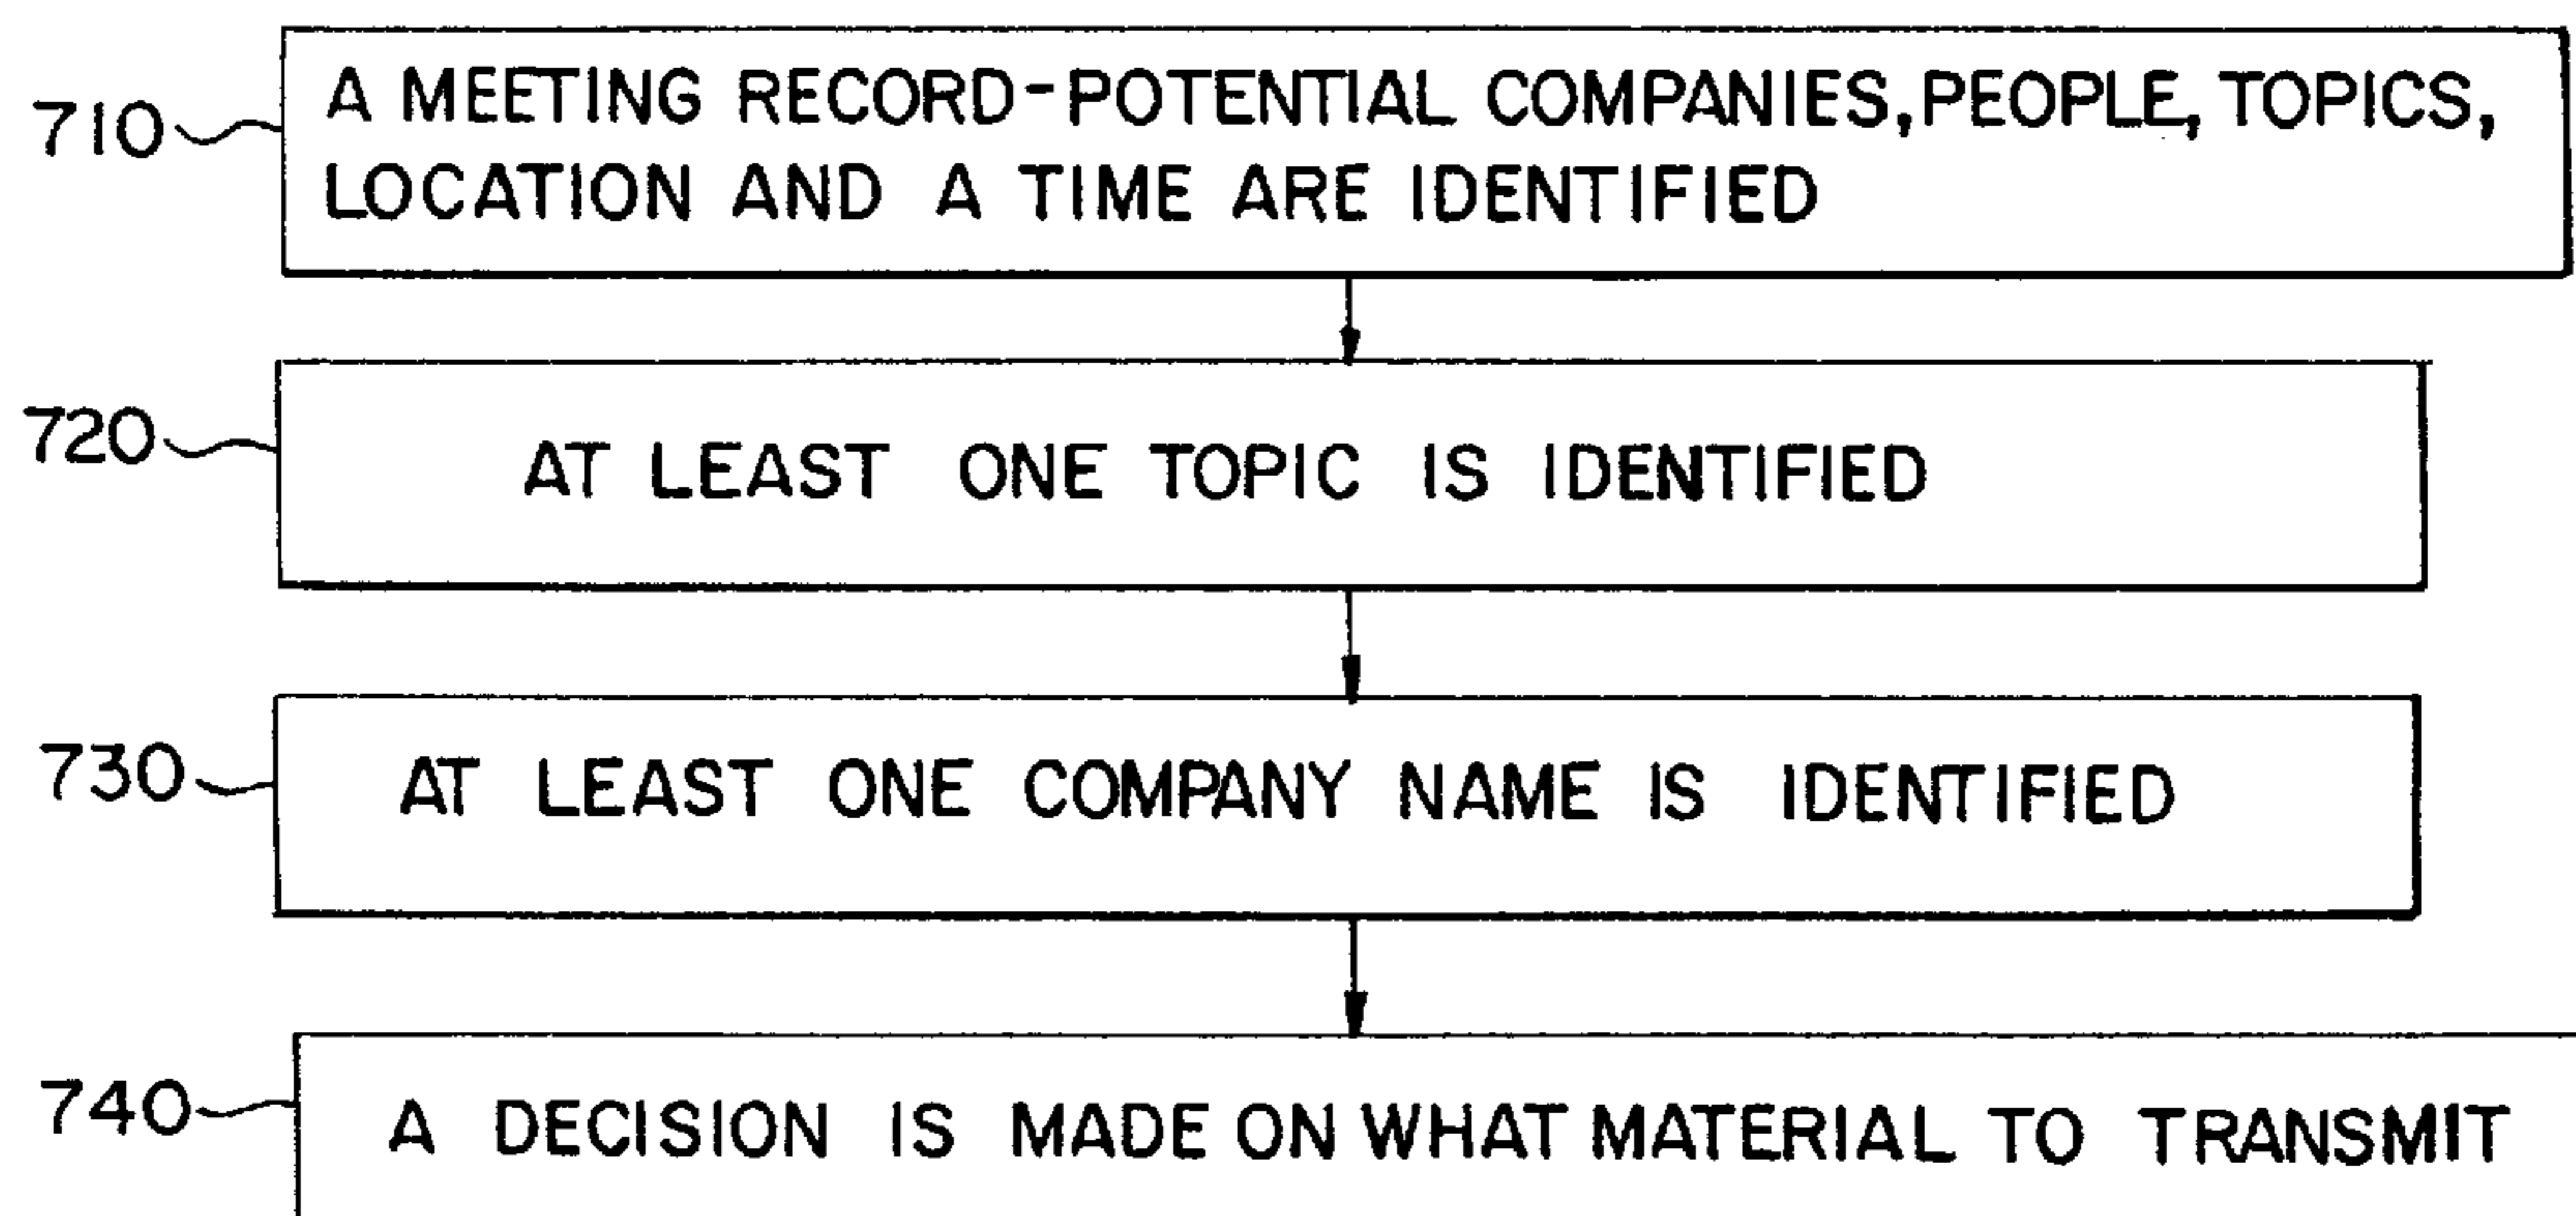 710
A MEETING RECORD-POTENTIAL COMPANIES, PEOPLE, TOPICS,
LOCATION AND A TIME ARE IDENTIFIED
720
AT LEAST ONE TOPIC IS IDENTIFIED
730
AT LEAST ONE COMPANY NAME IS IDENTIFIED
740
A DECISION IS MADE ON WHAT MATERIAL TO TRANSMIT